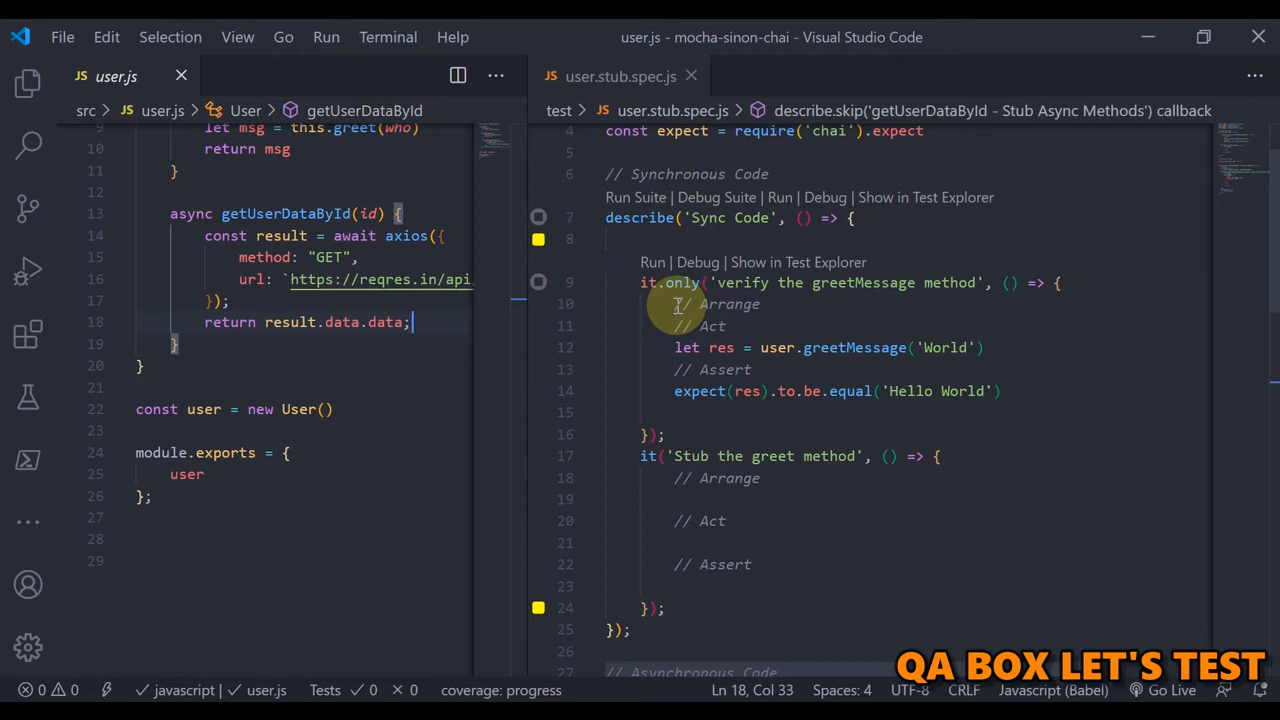 File Edit Selection View Go Run Terminal Help user.js - mocha-sinon-chai - Visual Studio Code
JS user.js
src > JS user.js > User > getUserDataById
9 let msg = this.greet(who)
10 return msg
11 }
12
13 async getUserDataById(id) {
14 const result = await axios({
15 method: "GET",
16 url: `https://reqres.in/api/
17 });
18 return result.data.data;
19 }
20 }
21
22 const user = new User()
23
24 module.exports = {
25 user
26 };
27
28
29
JS user.stub.spec.js
test > JS user.stub.spec.js > describe.skip('getUserDataById - Stub Async Methods') callback
4 const expect = require('chai').expect
5
6 // Synchronous Code
Run Suite | Debug Suite | Run | Debug | Show in Test Explorer
7 describe('Sync Code', () => {
8
Run | Debug | Show in Test Explorer
9 it.only('verify the greetMessage method', () => {
10 // Arrange
11 // Act
12 let res = user.greetMessage('World')
13 // Assert
14 expect(res).to.be.equal('Hello World')
15
16 });
17 it('Stub the greet method', () => {
18 // Arrange
19
20 // Act
21
22 // Assert
23
24 });
25 });
26
27 // Asynchronous Code
QA BOX LET'S TEST
0 0 javascript | user.js Tests 0 0 coverage: progress Ln 18, Col 33 Spaces: 4 UTF-8 CRLF Javascript (Babel) Go Live